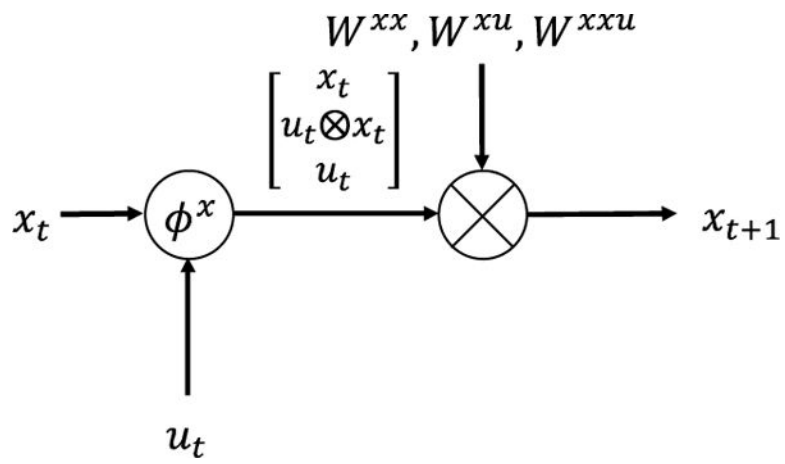 W^{xx}, W^{xu}, W^{xxu}
x_t
u_t⊗x_t
u_t
x_t
ϕ^x
x_{t+1}
u_t